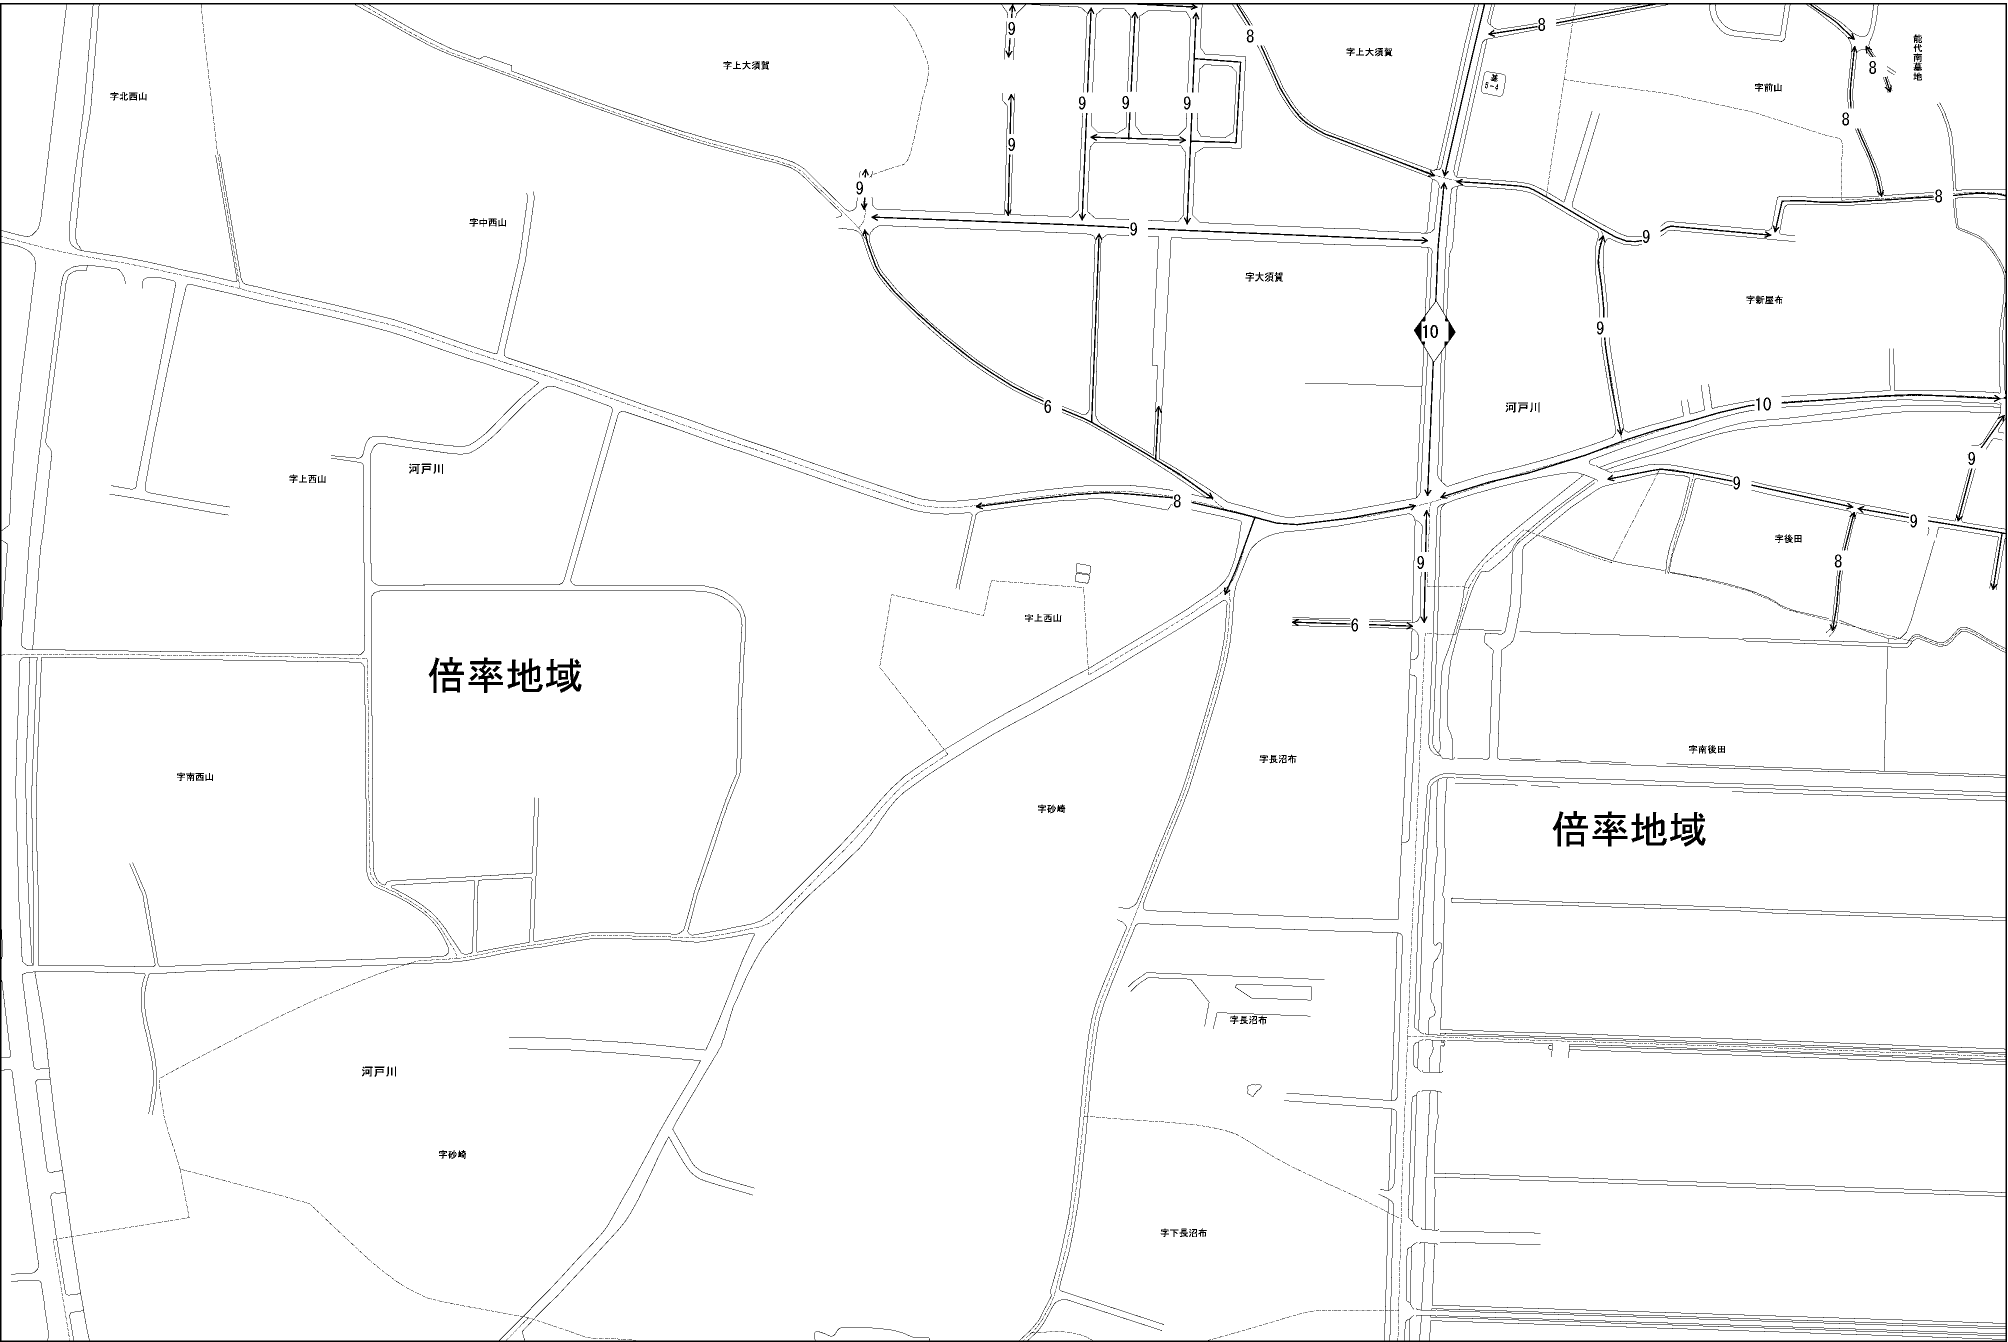 9
8
8
能代南墓地
字上大須賀
字上大須賀
8
基
5-4
字前山
字北西山
9
9
9
8
9
9
8
字中西山
9
9
8
字大須賀
字新屋布
9
10
6
河戸川
10
河戸川
字上西山
9
9
8
9
字後田
9
8
字上西山
6
倍率地域
字南西山
字長沼布
字南後田
字砂崎
倍率地域
字長沼布
河戸川
字砂崎
字下長沼布